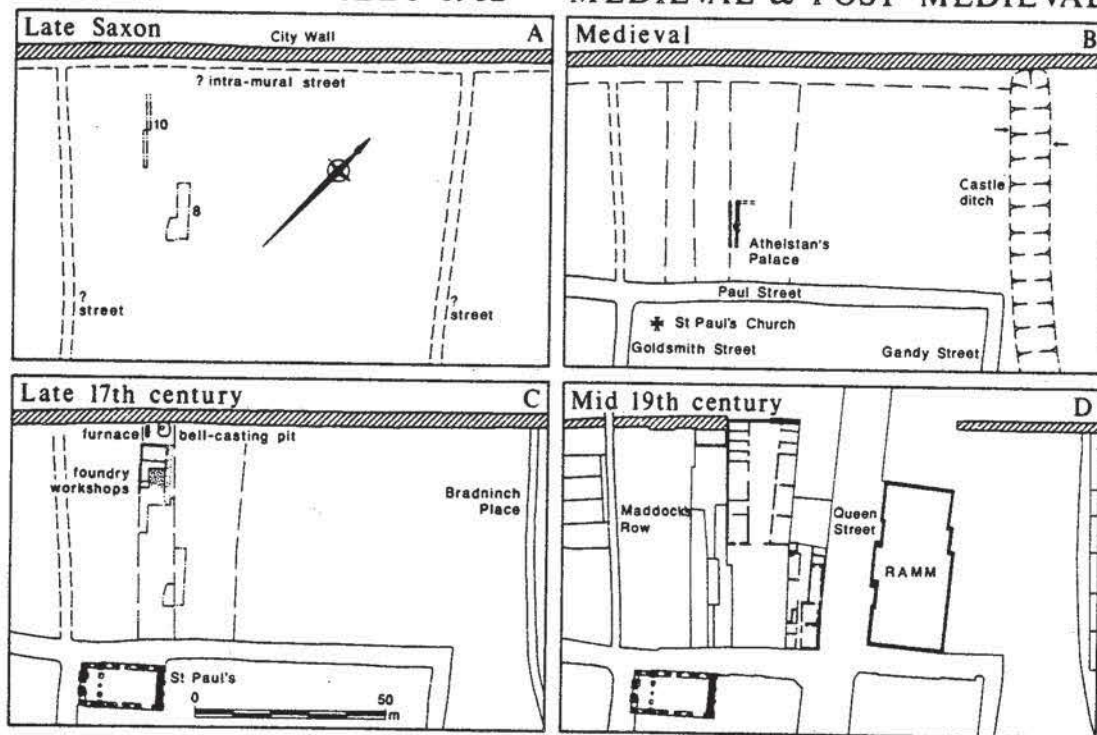 MEDIEVAL & POST MEDIEVAL
Late Saxon
A
City Wall
? intra-mural street
10
8
?
street
?
street
Medieval
B
Castle
ditch
Athelstan's
Palace
Paul Street
St Paul's Church
Goldsmith Street
Gandy Street
Late 17th century
C
furnace
bell-casting pit
foundry
workshops
Bradninch
Place
St Paul's
0
50
m
Mid 19th century
D
Maddocks
Row
Queen
Street
RAMM